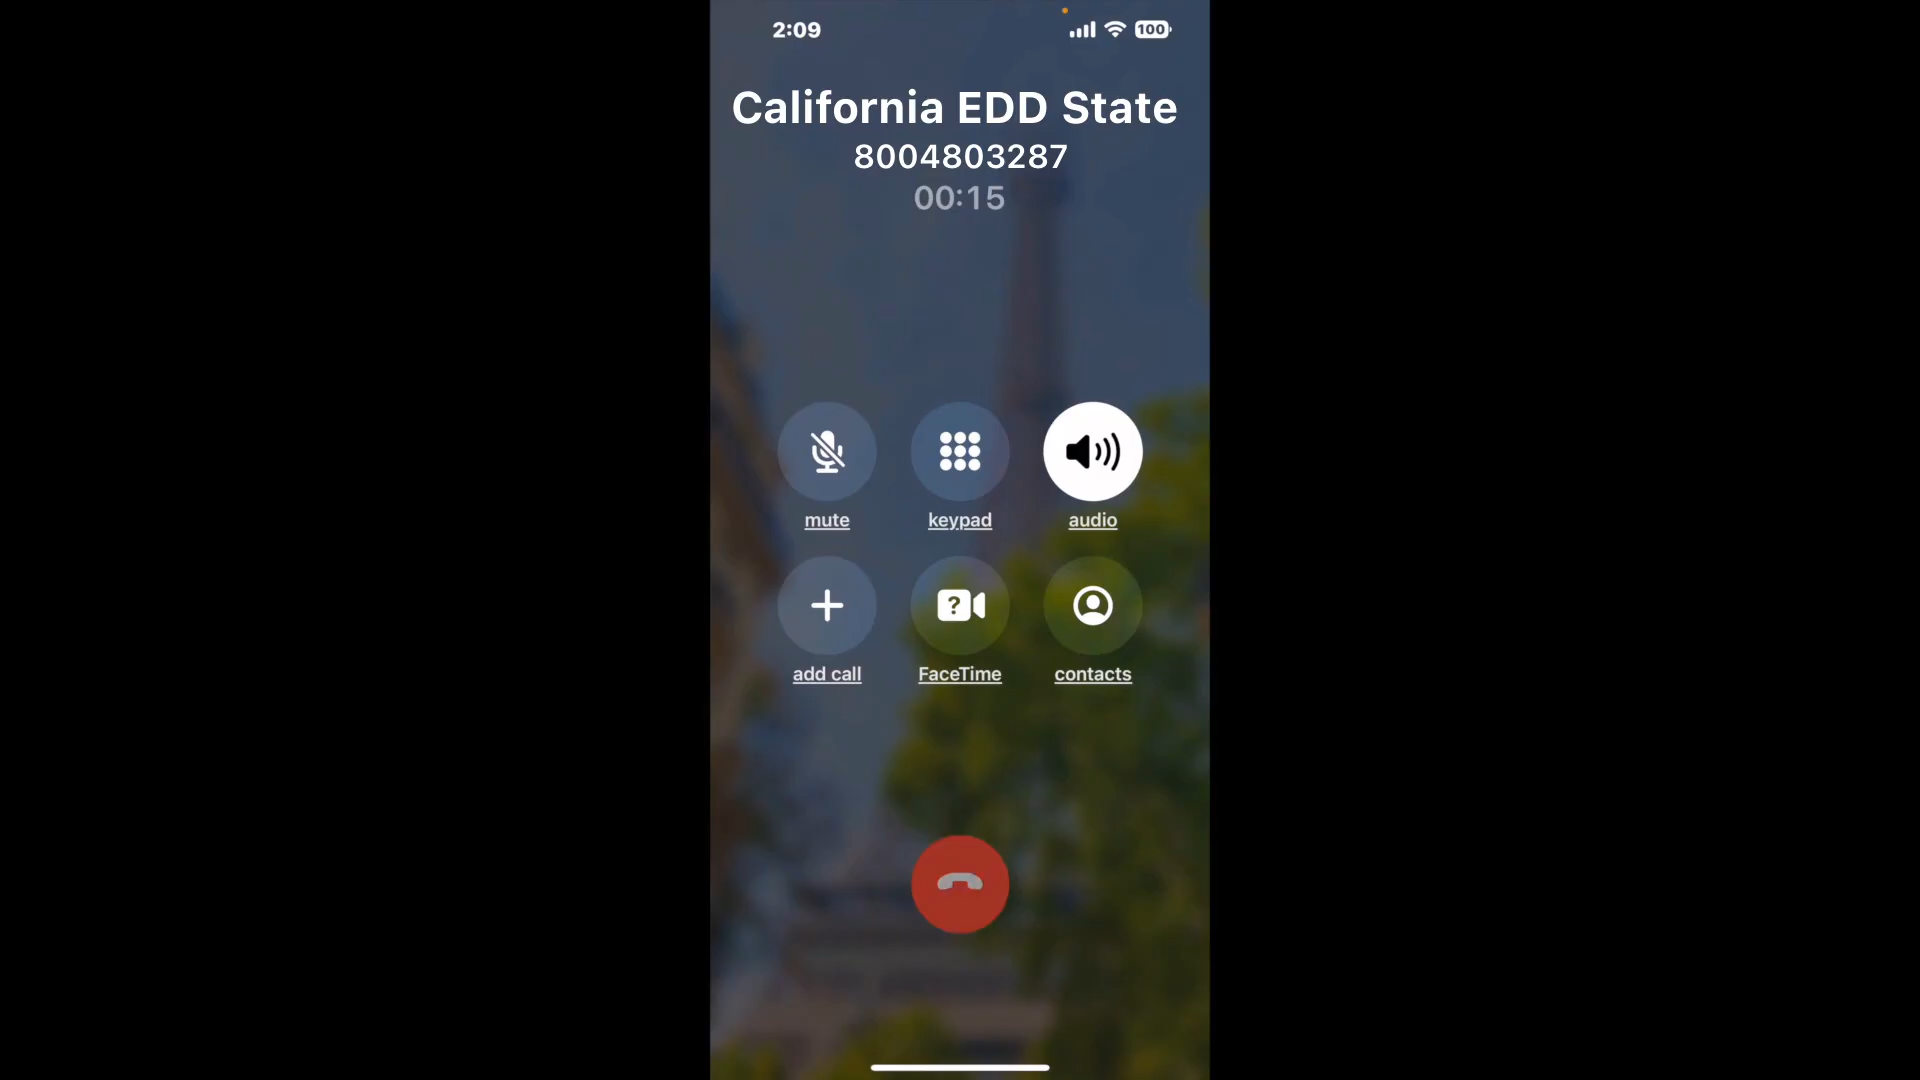 2:09
100
California EDD State
8004803287
00:15
mute
keypad
audio
?
add call
FaceTime
contacts